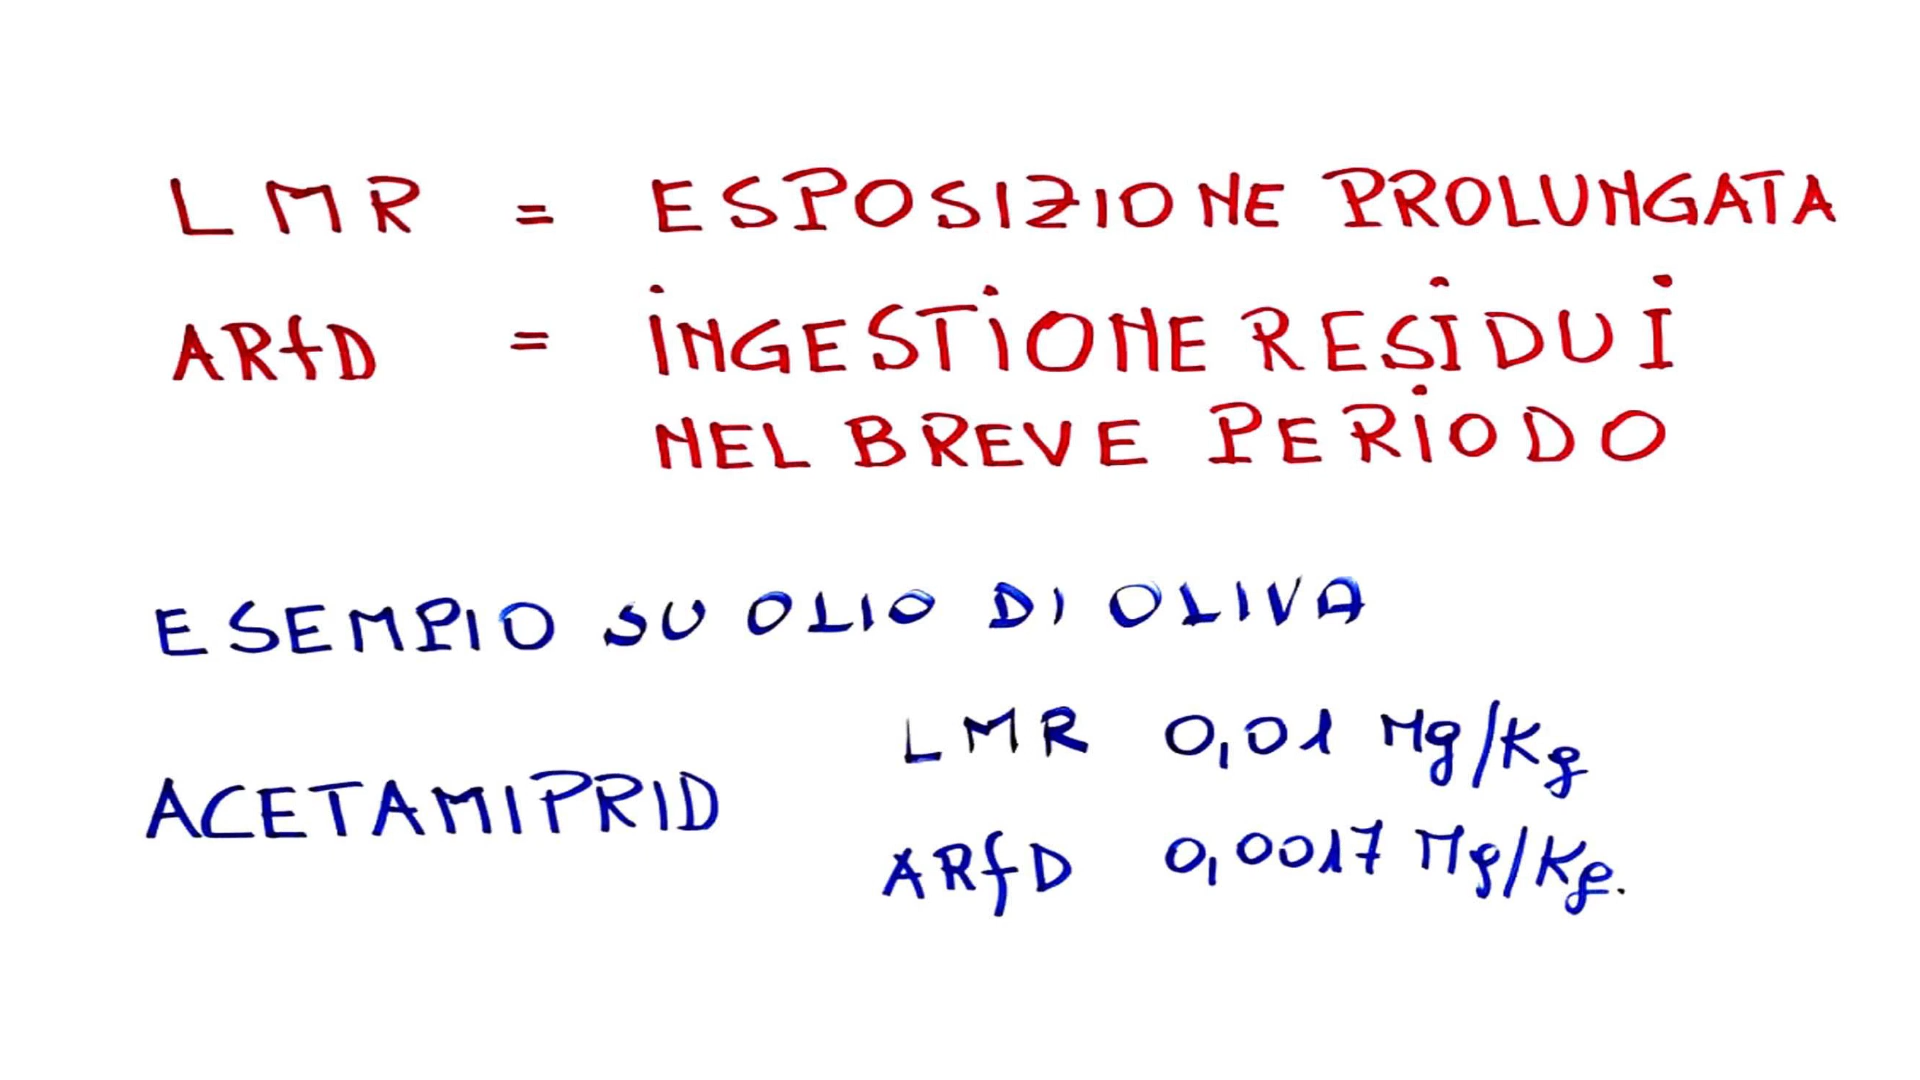 LMR = ESPOSIZIONE PROLUNGATA
ARfD = INGESTIONE RESIDUI
NEL BREVE PERIODO
ESEMPIO SU OLIO DI OLIVA
LMR 0,01 Mg/Kg
ACETAMIPRID
ARfD 0,0017 Mg/Kg.